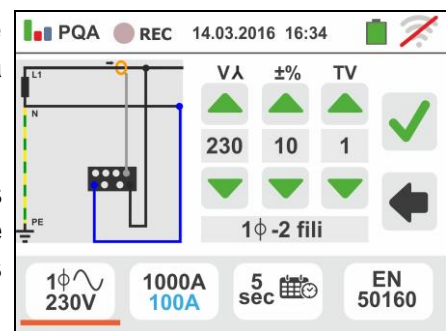 PQA REC 14.03.2016 16:34
V⅄ ±% TV
L1
N
230 10 1
PE
1ϕ -2 fili
1ϕ 230V
1000A 100A
5 sec
EN 50160